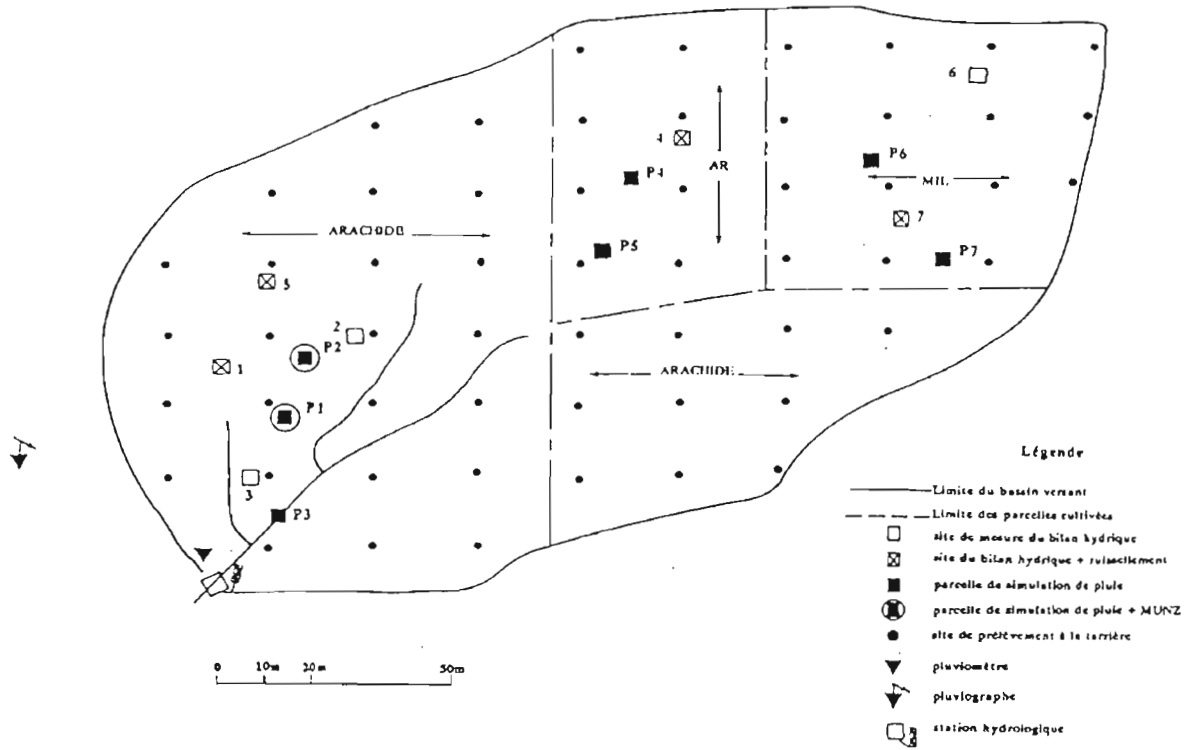 6
4
P6
P4
AR
MIL
7
ARACHIDE
P5
P7
5
2
P2
1
ARACHIDE
P1
Légende
3
Limite du bassin versant
P3
Limite des parcelles cultivées
site de mesure du bilan hydrique
site du bilan hydrique + ruissellement
parcelle de simulation de pluie
parcelle de simulation de pluie + MUNZ
site de prélèvement à la tarrière
0 10m 20m 50m
pluviomètre
pluviographe
station hydrologique